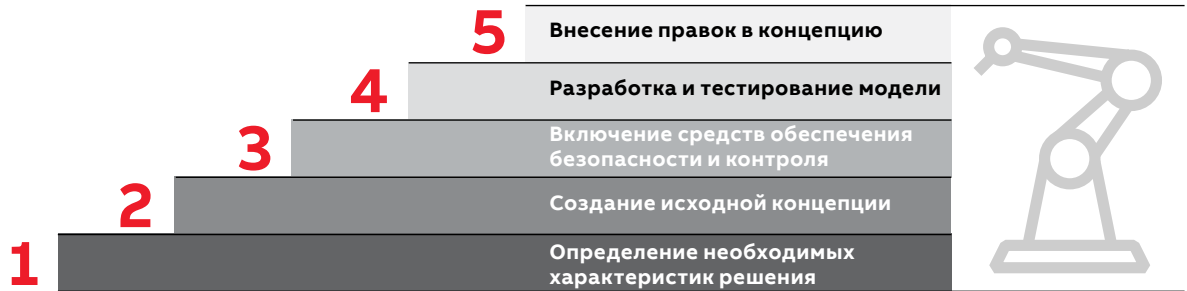 5
Внесение правок в концепцию
4
Разработка и тестирование модели
3
Включение средств обеспечения
безопасности и контроля
2
Создание исходной концепции
1
Определение необходимых
характеристик решения